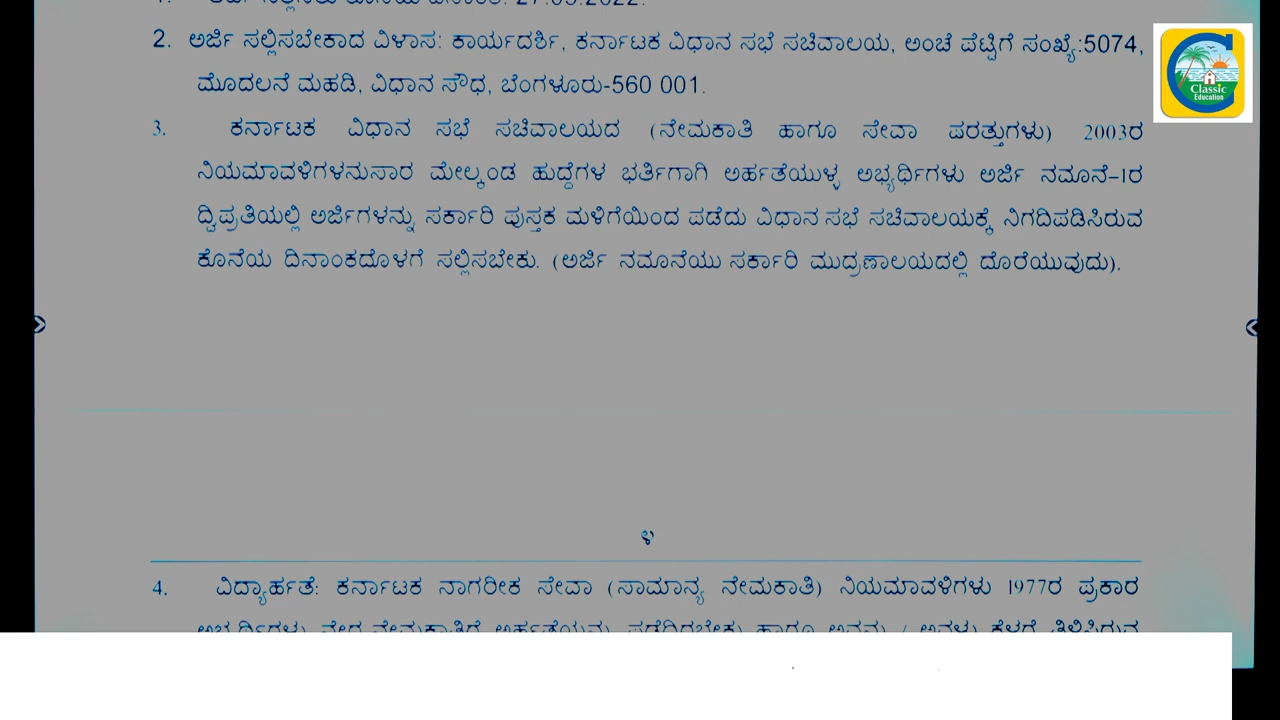 2. ಅರ್ಜಿ ಸಲ್ಲಿಸಬೇಕಾದ ವಿಳಾಸ: ಕಾರ್ಯದರ್ಶಿ, ಕರ್ನಾಟಕ ವಿಧಾನ ಸಭೆ ಸಚಿವಾಲಯ, ಅಂಚೆ ಪೆಟ್ಟಿಗೆ ಸಂಖ್ಯೆ:5074,
ಮೊದಲನೆ ಮಹಡಿ, ವಿಧಾನ ಸೌಧ, ಬೆಂಗಳೂರು-560 001.
3. ಕರ್ನಾಟಕ ವಿಧಾನ ಸಭೆ ಸಚಿವಾಲಯದ (ನೇಮಕಾತಿ ಹಾಗೂ ಸೇವಾ ಷರತ್ತುಗಳು) 2003ರ
ನಿಯಮಾವಳಿಗಳನುಸಾರ ಮೇಲ್ಕಂಡ ಹುದ್ದೆಗಳ ಭರ್ತಿಗಾಗಿ ಅರ್ಹತೆಯುಳ್ಳ ಅಭ್ಯರ್ಥಿಗಳು ಅರ್ಜಿ ನಮೂನೆ–1ರ
ದ್ವಿಪ್ರತಿಯಲ್ಲಿ ಅರ್ಜಿಗಳನ್ನು ಸರ್ಕಾರಿ ಪುಸ್ತಕ ಮಳಿಗೆಯಿಂದ ಪಡೆದು ವಿಧಾನ ಸಭೆ ಸಚಿವಾಲಯಕ್ಕೆ ನಿಗದಿಪಡಿಸಿರುವ
ಕೊನೆಯ ದಿನಾಂಕದೊಳಗೆ ಸಲ್ಲಿಸಬೇಕು. (ಅರ್ಜಿ ನಮೂನೆಯು ಸರ್ಕಾರಿ ಮುದ್ರಣಾಲಯದಲ್ಲಿ ದೊರೆಯುವುದು).
೪
4. ವಿದ್ಯಾರ್ಹತೆ: ಕರ್ನಾಟಕ ನಾಗರೀಕ ಸೇವಾ (ಸಾಮಾನ್ಯ ನೇಮಕಾತಿ) ನಿಯಮಾವಳಿಗಳು 1977ರ ಪ್ರಕಾರ
Classic
Education